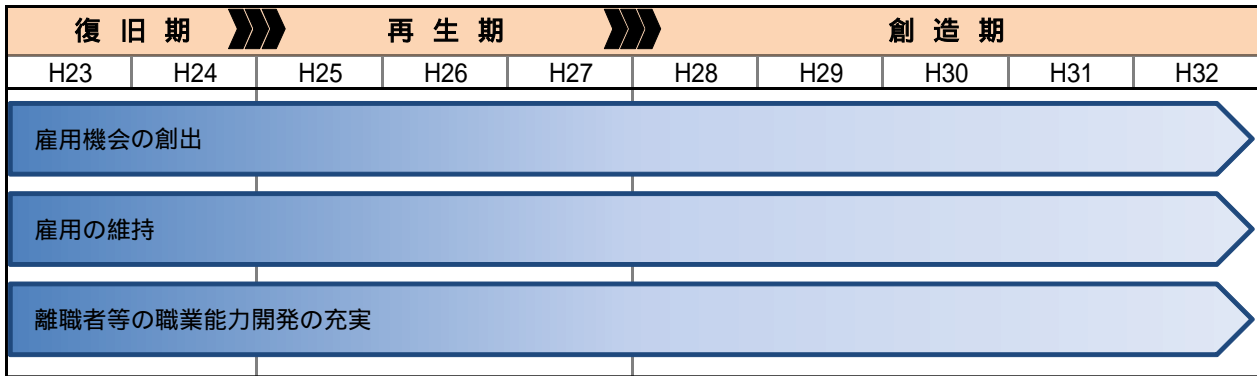 復旧期 再生期 創造期
H23 H24 H25 H26 H27 H28 H29 H30 H31 H32
雇用機会の創出
雇用の維持
離職者等の職業能力開発の充実